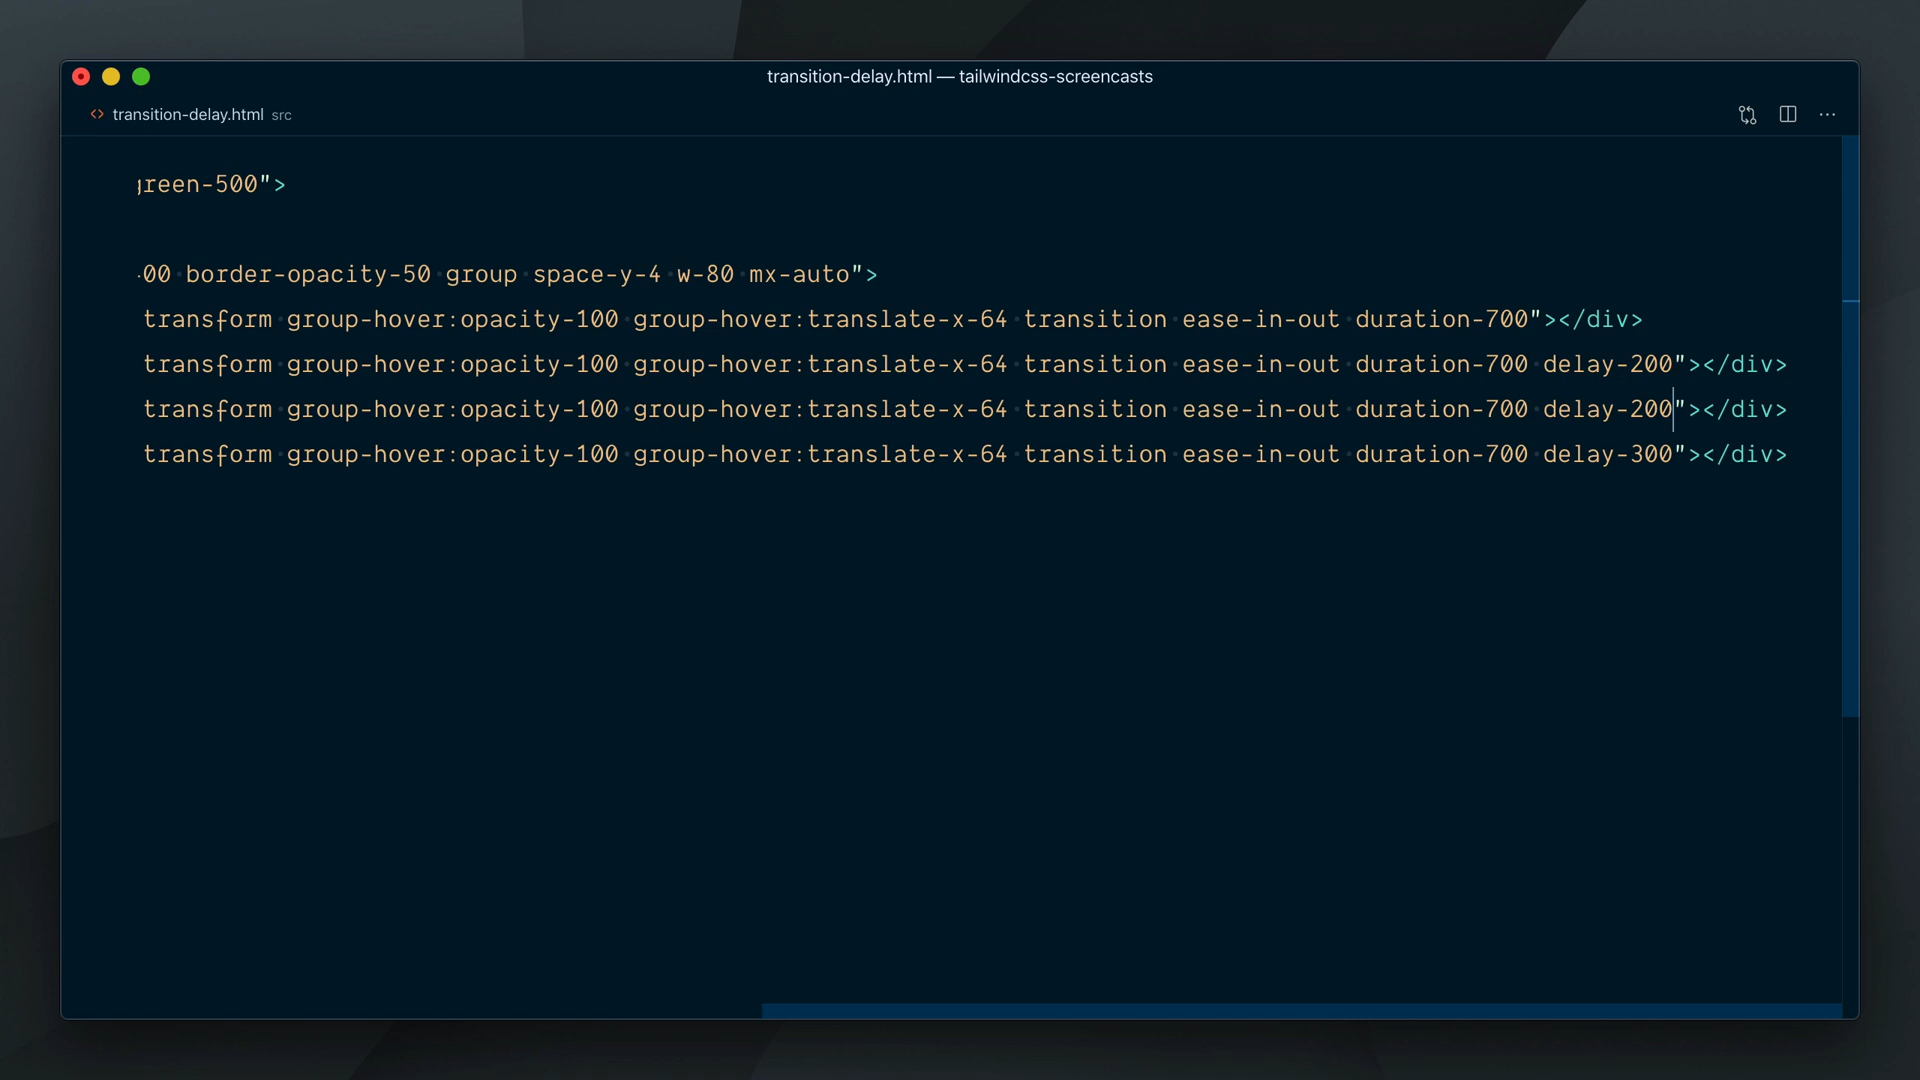 transition-delay.html — tailwindcss-screencasts
<> transition-delay.html src
green-500">
00 border-opacity-50 group space-y-4 w-80 mx-auto">
transform group-hover:opacity-100 group-hover:translate-x-64 transition ease-in-out duration-700"></div>
transform group-hover:opacity-100 group-hover:translate-x-64 transition ease-in-out duration-700 delay-200"></div>
transform group-hover:opacity-100 group-hover:translate-x-64 transition ease-in-out duration-700 delay-200"></div>
transform group-hover:opacity-100 group-hover:translate-x-64 transition ease-in-out duration-700 delay-300"></div>